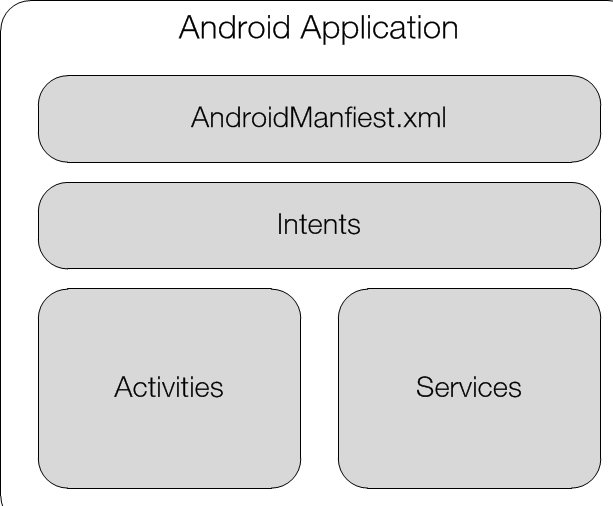 Android Application
AndroidManfiest.xml
Intents
Activities
Services